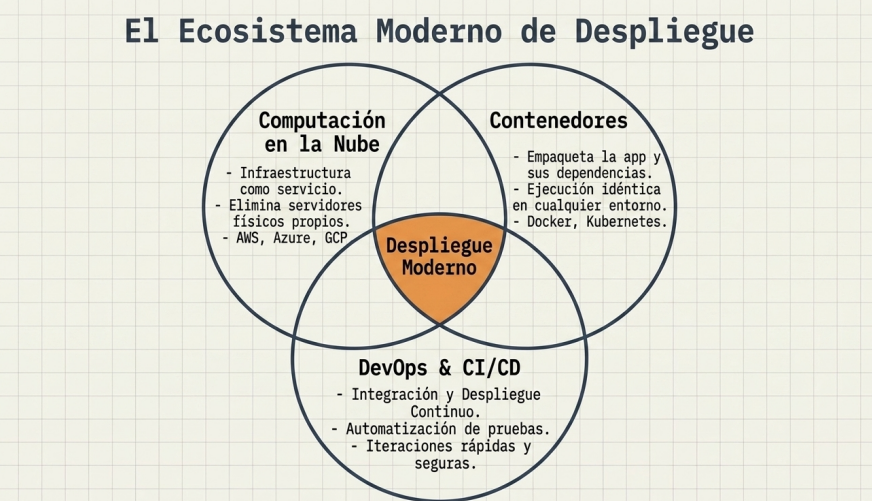 El Ecosistema Moderno de Despliegue
Computación
en la Nube
- Infraestructura
como servicio.
- Elimina servidores
físicos propios.
- AWS, Azure, GCP
Contenedores
- Empaqueta la app y
sus dependencias.
- Ejecución idéntica
en cualquier entorno.
- Docker, Kubernetes.
Despliegue
Moderno
DevOps & CI/CD
- Integración y Despliegue
Continuo.
- Automatización de pruebas.
- Iteraciones rápidas y
seguras.